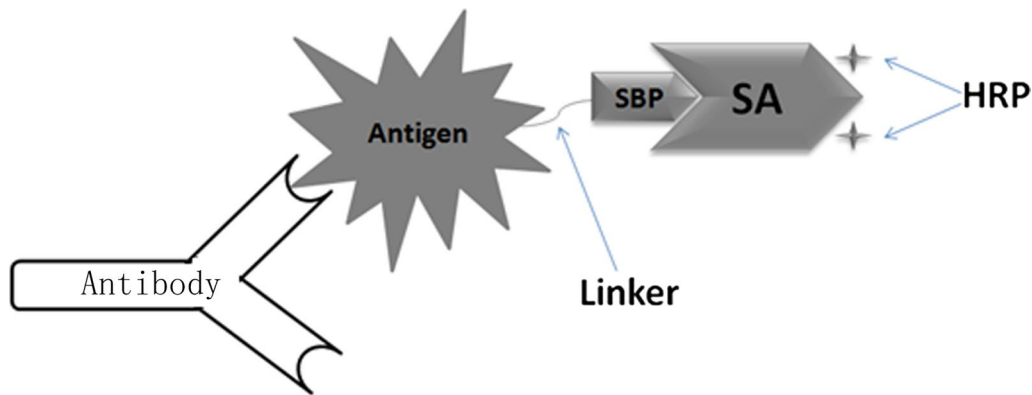 Antigen
SBP
SA
HRP
Antibody
Linker